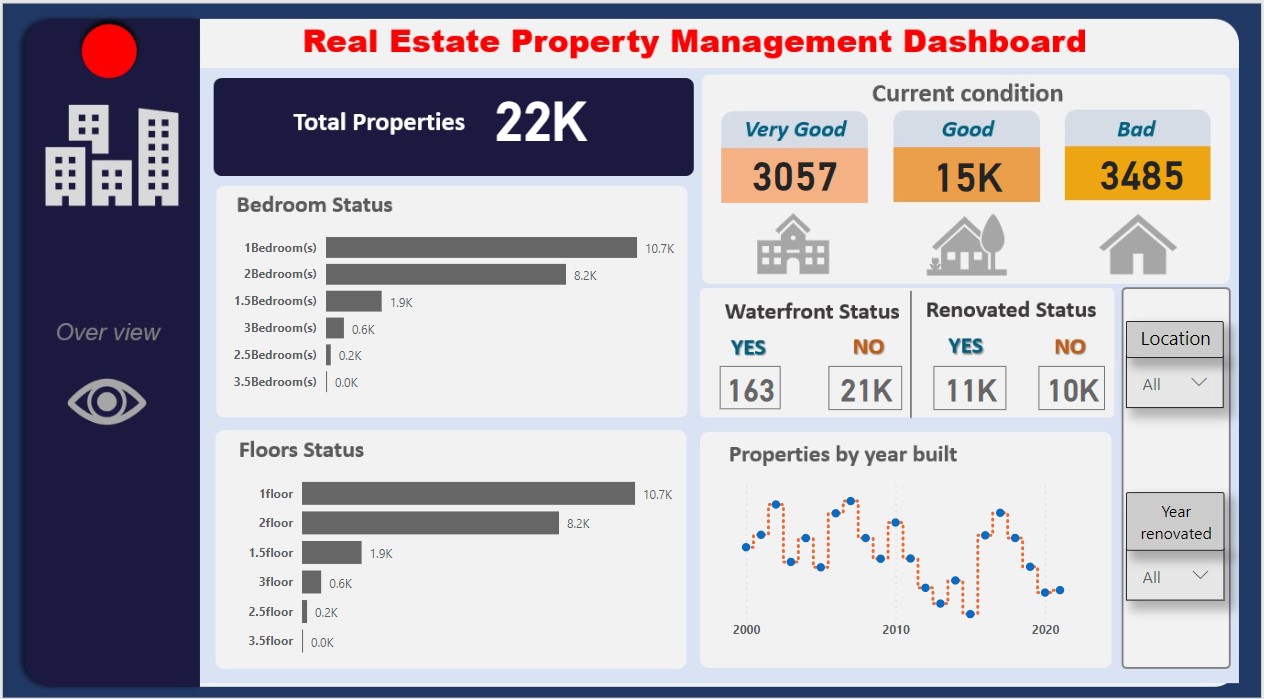 Real Estate Property Management Dashboard
Total Properties 22K
Current condition
Very Good Good Bad
3057 15K 3485
Bedroom Status
1Bedroom(s) 10.7K
2Bedroom(s) 8.2K
1.5Bedroom(s) 1.9K
3Bedroom(s) 0.6K
2.5Bedroom(s) 0.2K
3.5Bedroom(s) 0.0K
Over view
Waterfront Status
YES NO
163 21K
Renovated Status
YES NO
11K 10K
Location
All
Floors Status
1floor 10.7K
2floor 8.2K
1.5floor 1.9K
3floor 0.6K
2.5floor 0.2K
3.5floor 0.0K
Properties by year built
2000 2010 2020
Year
renovated
All